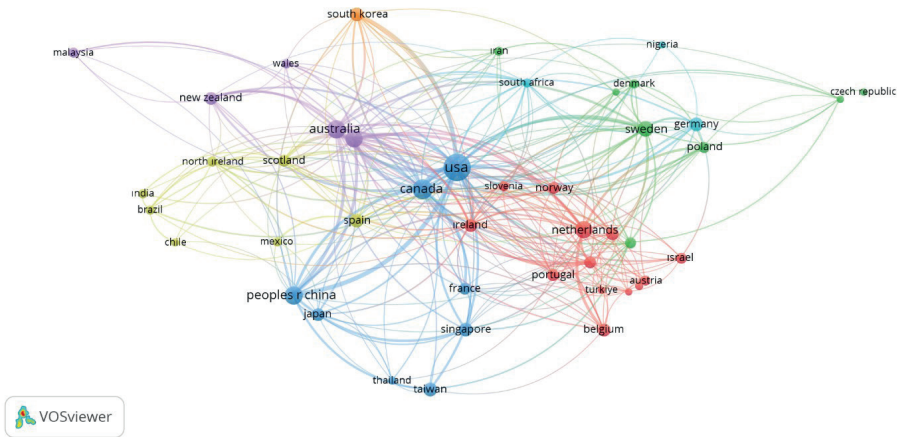 south korea
malaysia
nigeria
iran
wales
south africa
denmark
czech republic
new zealand
australia
sweden
germany
poland
north ireland
scotland
usa
canada
slovenia
norway
india
brazil
spain
ireland
netherlands
chile
mexico
israel
portugal
austria
peoples r china
france
turkiye
japan
singapore
belgium
thailand
taiwan
VOSviewer